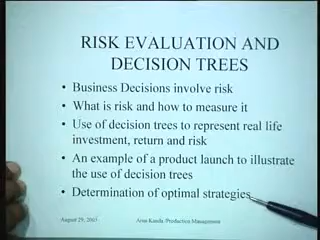 RISK EVALUATION AND
DECISION TREES
• Business Decisions involve risk
• What is risk and how to measure it
• Use of decision trees to represent real life
investment, return and risk
• An example of a product launch to illustrate
the use of decision trees
• Determination of optimal strategies
August 29, 2003
Arun Kanda /Production Management